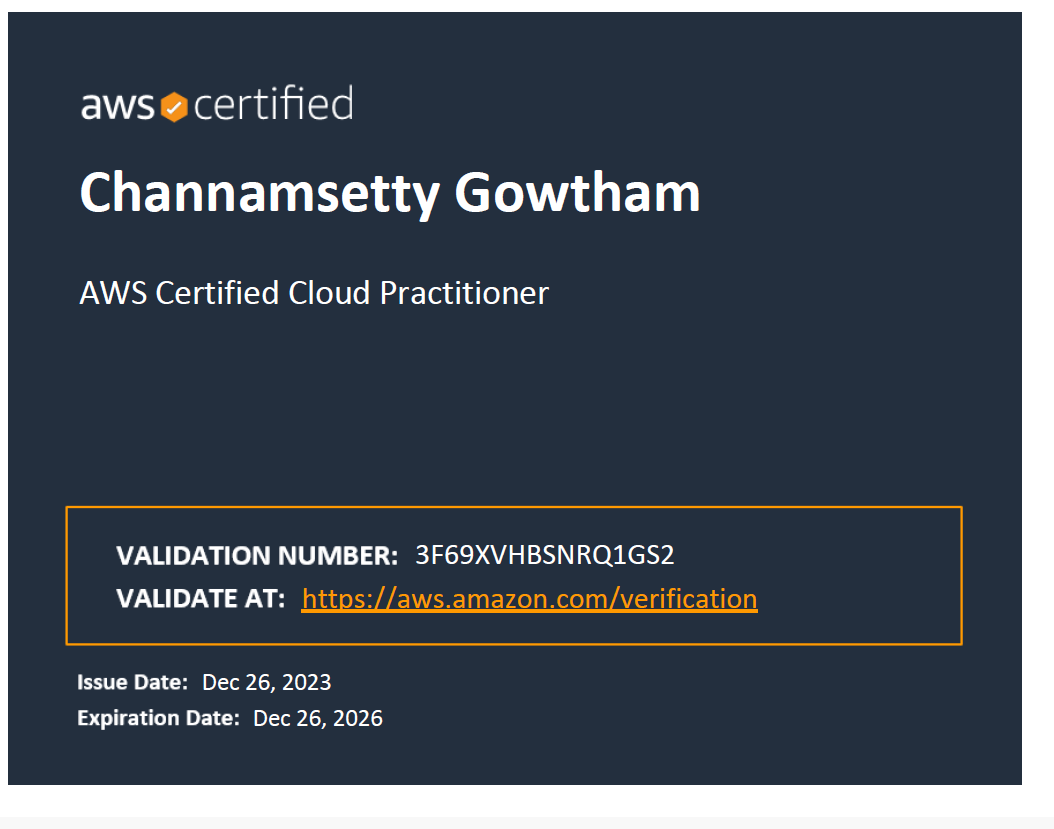 aws certified
Channamsetty Gowtham
AWS Certified Cloud Practitioner
VALIDATION NUMBER: 3F69XVHBSNRQ1GS2
VALIDATE AT: https://aws.amazon.com/verification
Issue Date: Dec 26, 2023
Expiration Date: Dec 26, 2026